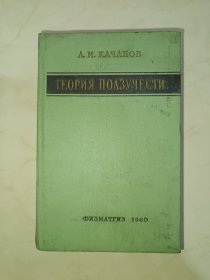 Л. М. КАЧАНОВ
ТЕОРИЯ ПОЛЗУЧЕСТИ
ФИЗМАТГИЗ 1960